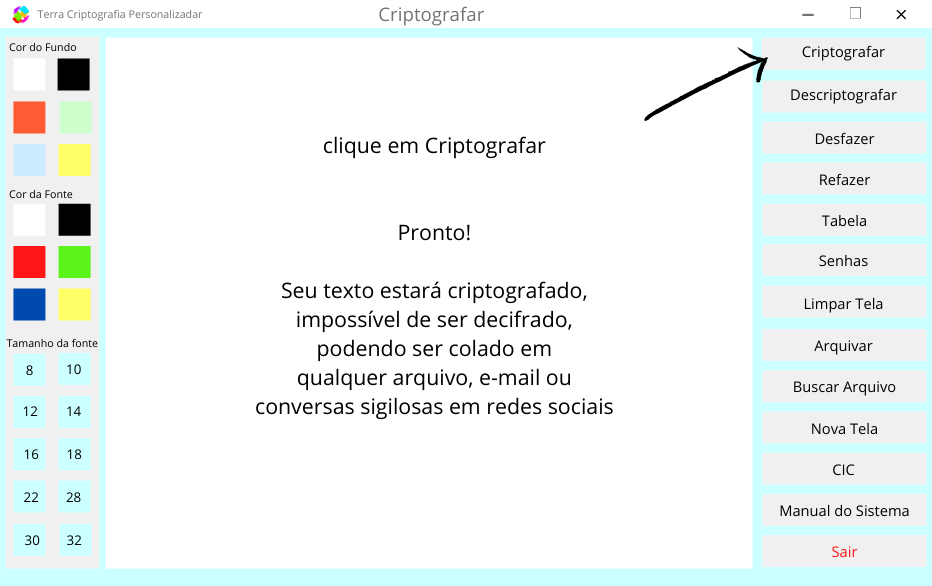 Terra Criptografia Personalizadar
Criptografar
Cor do Fundo
Cor da Fonte
Tamanho da fonte
8 10
12 14
16 18
22 28
30 32
clique em Criptografar
Pronto!
Seu texto estará criptografado,
impossível de ser decifrado,
podendo ser colado em
qualquer arquivo, e-mail ou
conversas sigilosas em redes sociais
Criptografar
Descriptografar
Desfazer
Refazer
Tabela
Senhas
Limpar Tela
Arquivar
Buscar Arquivo
Nova Tela
CIC
Manual do Sistema
Sair